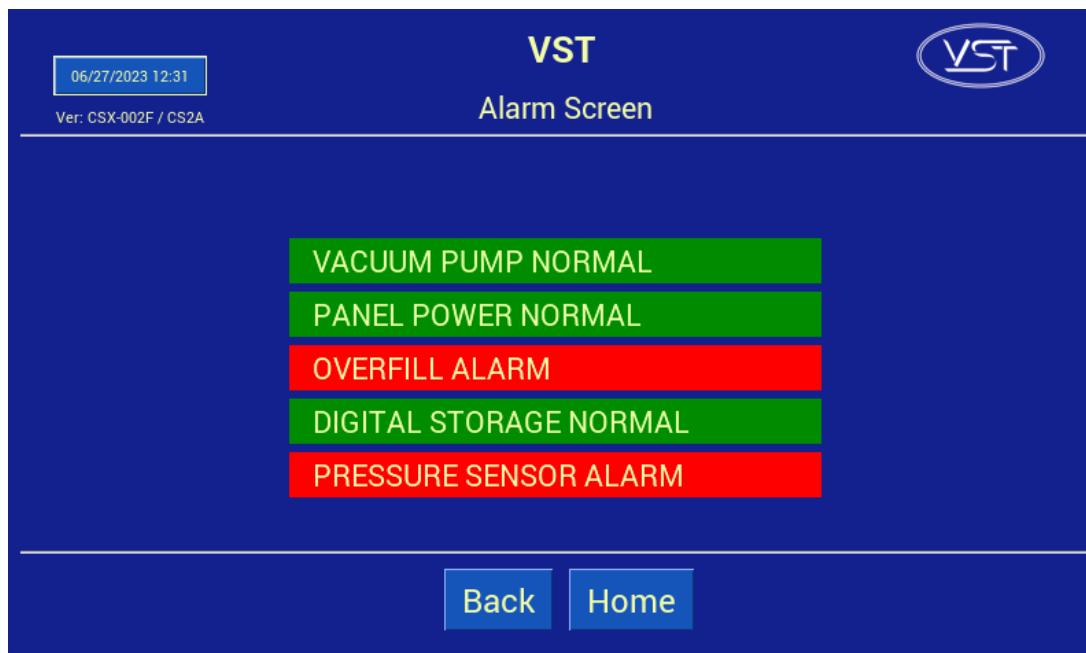 VST
VST
06/27/2023 12:31
Ver: CSX-002F / CS2A
Alarm Screen
VACUUM PUMP NORMAL
PANEL POWER NORMAL
OVERFILL ALARM
DIGITAL STORAGE NORMAL
PRESSURE SENSOR ALARM
Back
Home